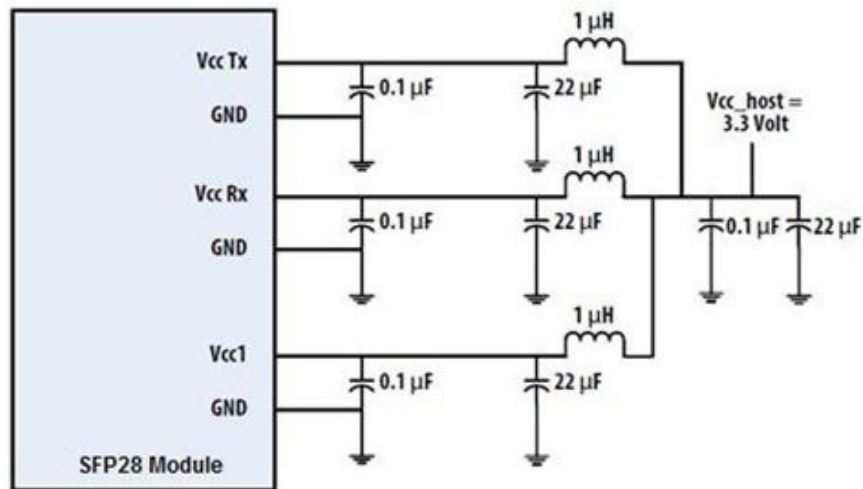 1 µH
Vcc Tx
0.1 µF
22 µF
GND
Vcc_host =
3.3 Volt
1 µH
Vcc Rx
0.1 µF
22 µF
0.1 µF
22 µF
GND
1 µH
Vcc1
0.1 µF
22 µF
GND
SFP28 Module